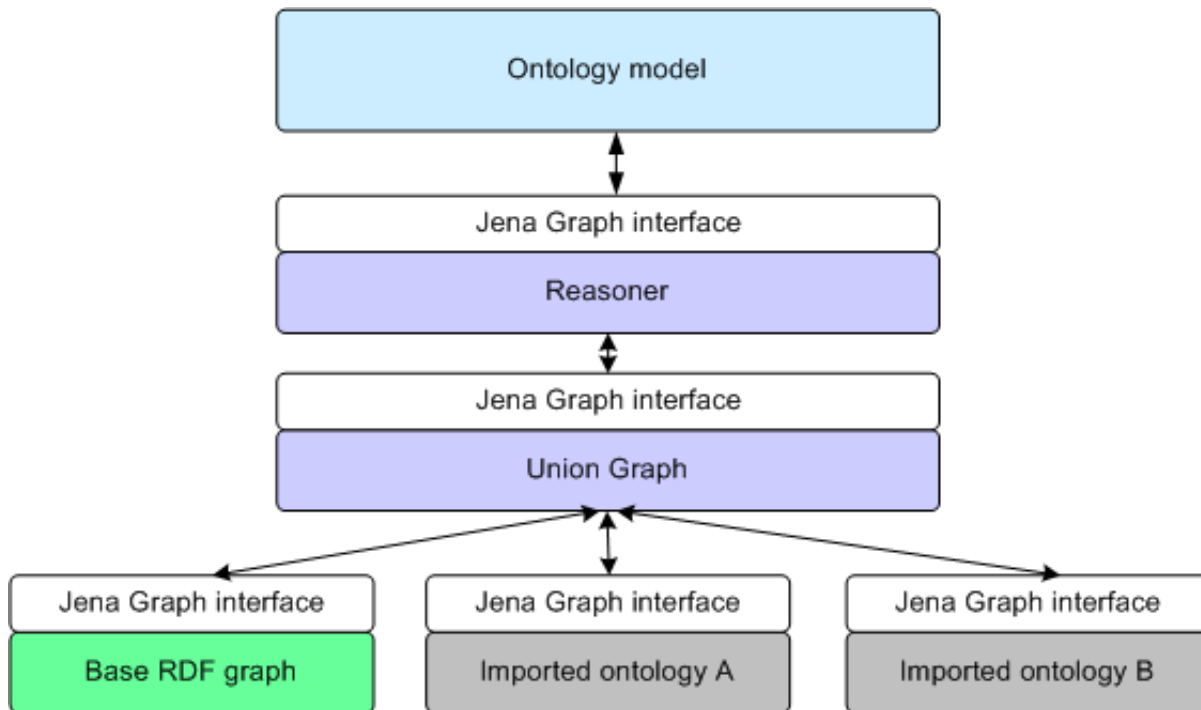 Ontology model
Jena Graph interface
Reasoner
Jena Graph interface
Union Graph
Jena Graph interface
Jena Graph interface
Jena Graph interface
Base RDF graph
Imported ontology A
Imported ontology B